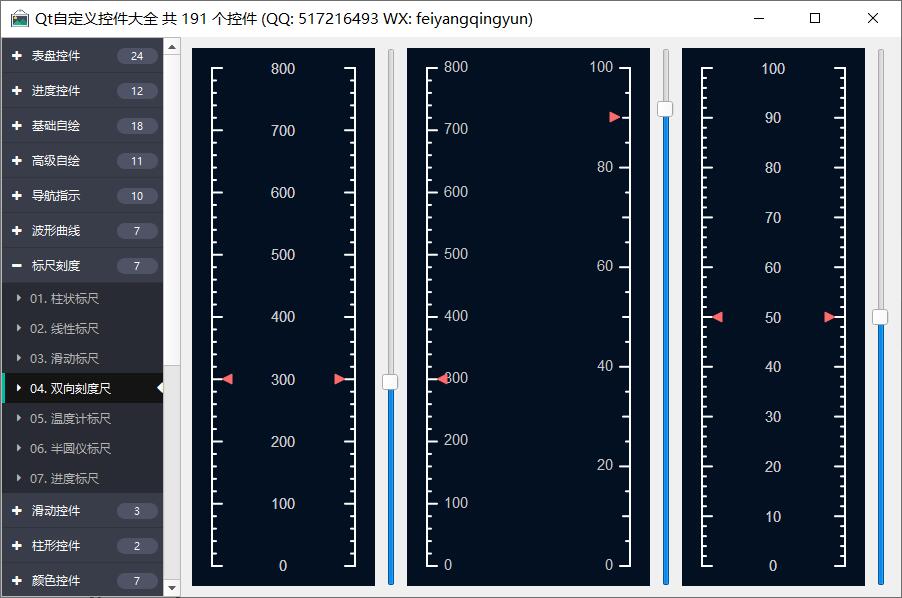 Qt自定义控件大全 共 191 个控件 (QQ: 517216493 WX: feiyangqingyun)
表盘控件 24
进度控件 12
基础自绘 18
高级自绘 11
导航指示 10
波形曲线 7
标尺刻度 7
01. 柱状标尺
02. 线性标尺
03. 滑动标尺
04. 双向刻度尺
05. 温度计标尺
06. 半圆仪标尺
07. 进度标尺
滑动控件 3
柱形控件 2
颜色控件 7
800
700
600
500
400
300
200
100
0
800
700
600
500
400
300
200
100
0
100
80
60
40
20
0
100
90
80
70
60
50
40
30
20
10
0